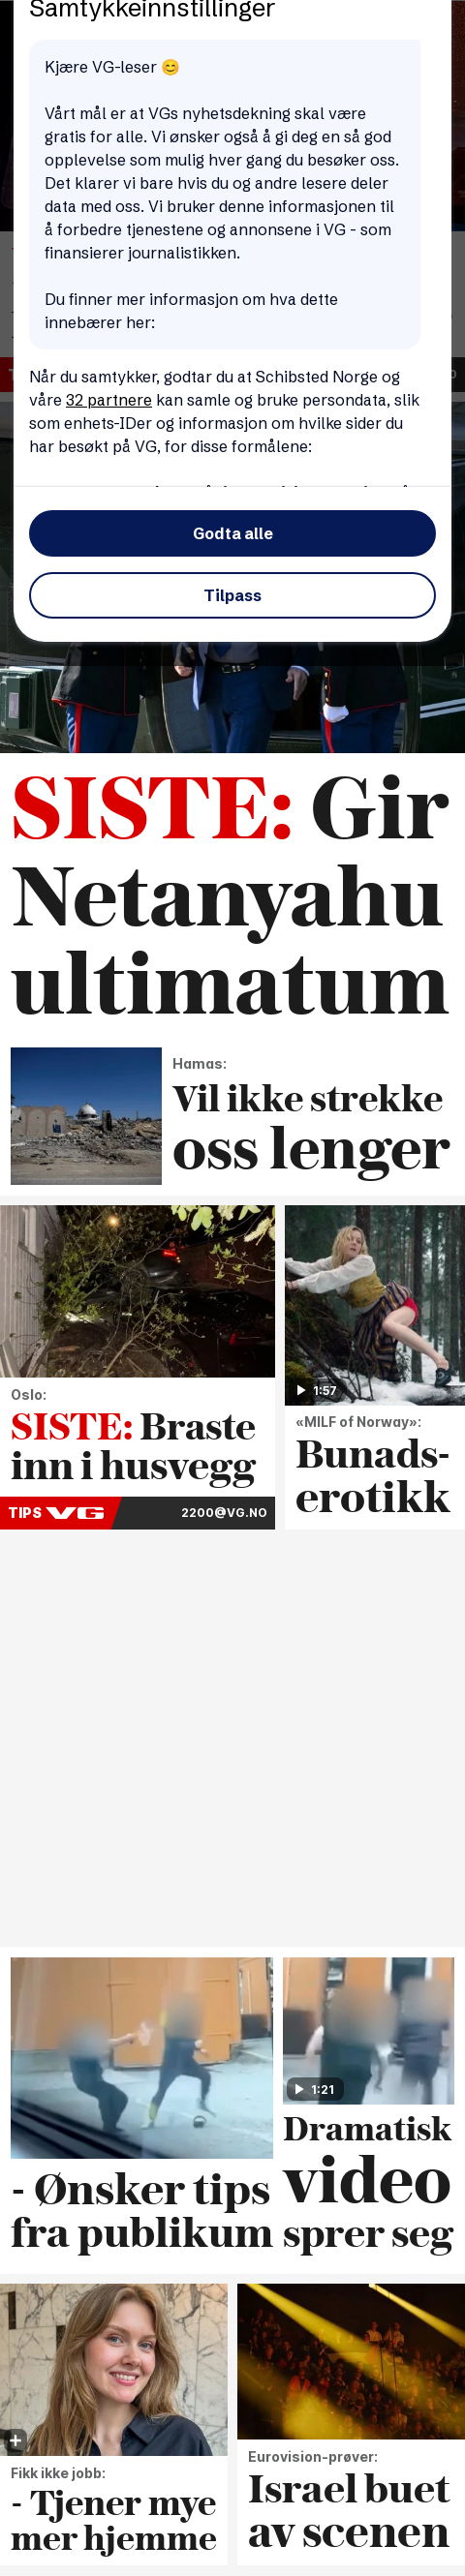 Samtykkeinnstillinger
Kjære VG-leser 😊
Vårt mål er at VGs nyhetsdekning skal være
gratis for alle. Vi ønsker også å gi deg en så god
opplevelse som mulig hver gang du besøker oss.
Det klarer vi bare hvis du og andre lesere deler
data med oss. Vi bruker denne informasjonen til
å forbedre tjenestene og annonsene i VG - som
finansierer journalistikken.
Du finner mer informasjon om hva dette
innebærer her:
Når du samtykker, godtar du at Schibsted Norge og
våre 32 partnere kan samle og bruke persondata, slik
som enhets-IDer og informasjon om hvilke sider du
har besøkt på VG, for disse formålene:
Godta alle
Tilpass
SISTE: Gir
Netanyahu
ultimatum
Hamas:
Vil ikke strekke
oss lenger
Oslo:
SISTE: Braste
inn i husvegg
TIPS VG 2200@VG.NO
1:57
«MILF of Norway»:
Bunads-
erotikk
- Ønsker tips
fra publikum
1:21
Dramatisk
video
sprer seg
Fikk ikke jobb:
- Tjener mye
mer hjemme
Eurovision-prøver:
Israel buet
av scenen